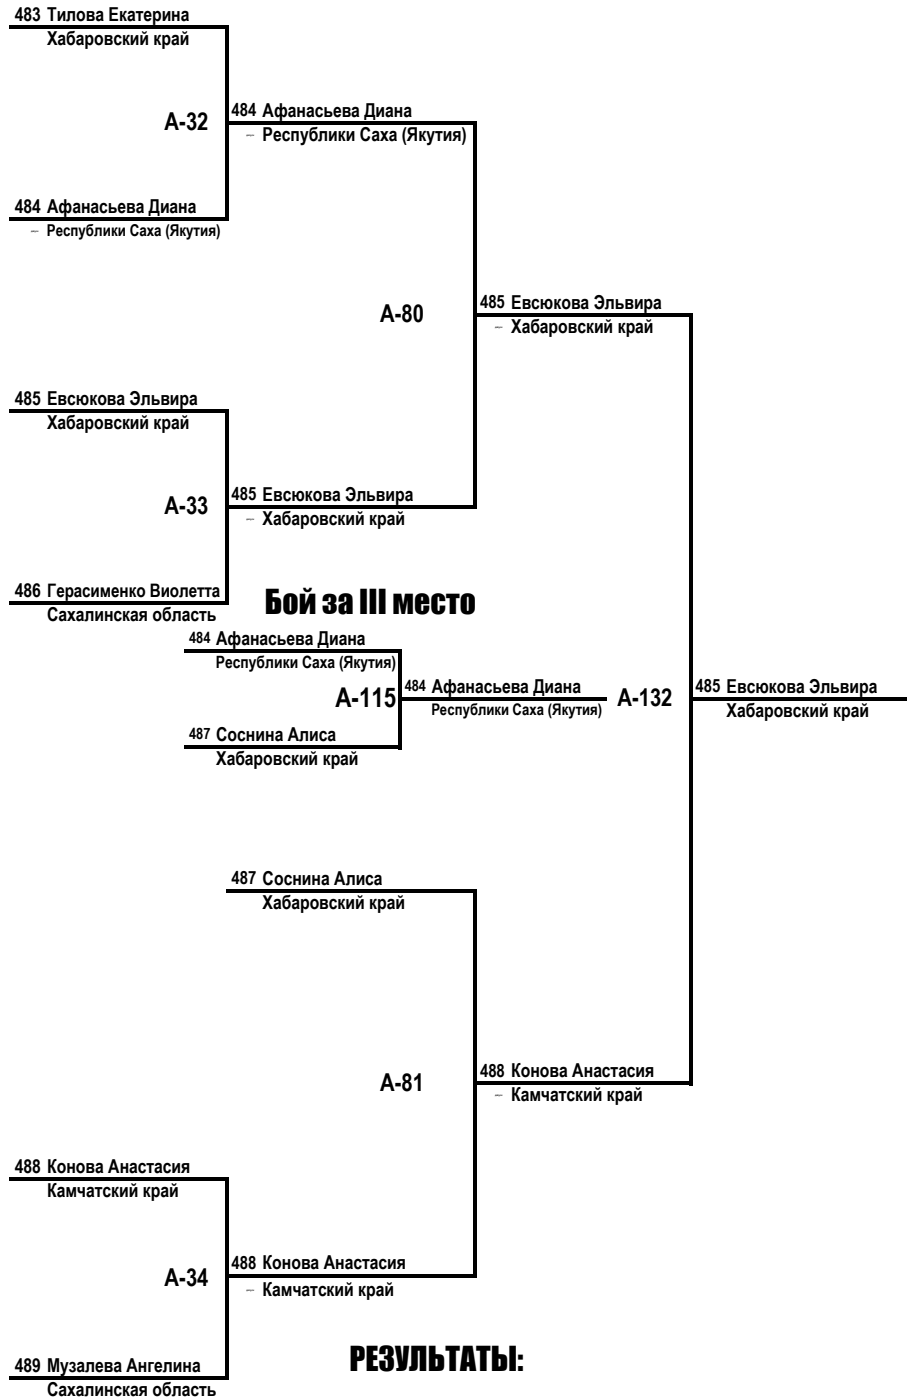 483 Тилова Екатерина
Хабаровский край
А-32
484 Афанасьева Диана
– Республики Саха (Якутия)
484 Афанасьева Диана
– Республики Саха (Якутия)
А-80
485 Евсюкова Эльвира
– Хабаровский край
485 Евсюкова Эльвира
Хабаровский край
А-33
485 Евсюкова Эльвира
– Хабаровский край
486 Герасименко Виолетта
Сахалинская область
Бой за III место
484 Афанасьева Диана
Республики Саха (Якутия)
А-115
484 Афанасьева Диана
Республики Саха (Якутия)
А-132
485 Евсюкова Эльвира
Хабаровский край
487 Соснина Алиса
Хабаровский край
487 Соснина Алиса
Хабаровский край
А-81
488 Конова Анастасия
– Камчатский край
488 Конова Анастасия
Камчатский край
А-34
488 Конова Анастасия
– Камчатский край
489 Музалева Ангелина
Сахалинская область
РЕЗУЛЬТАТЫ: